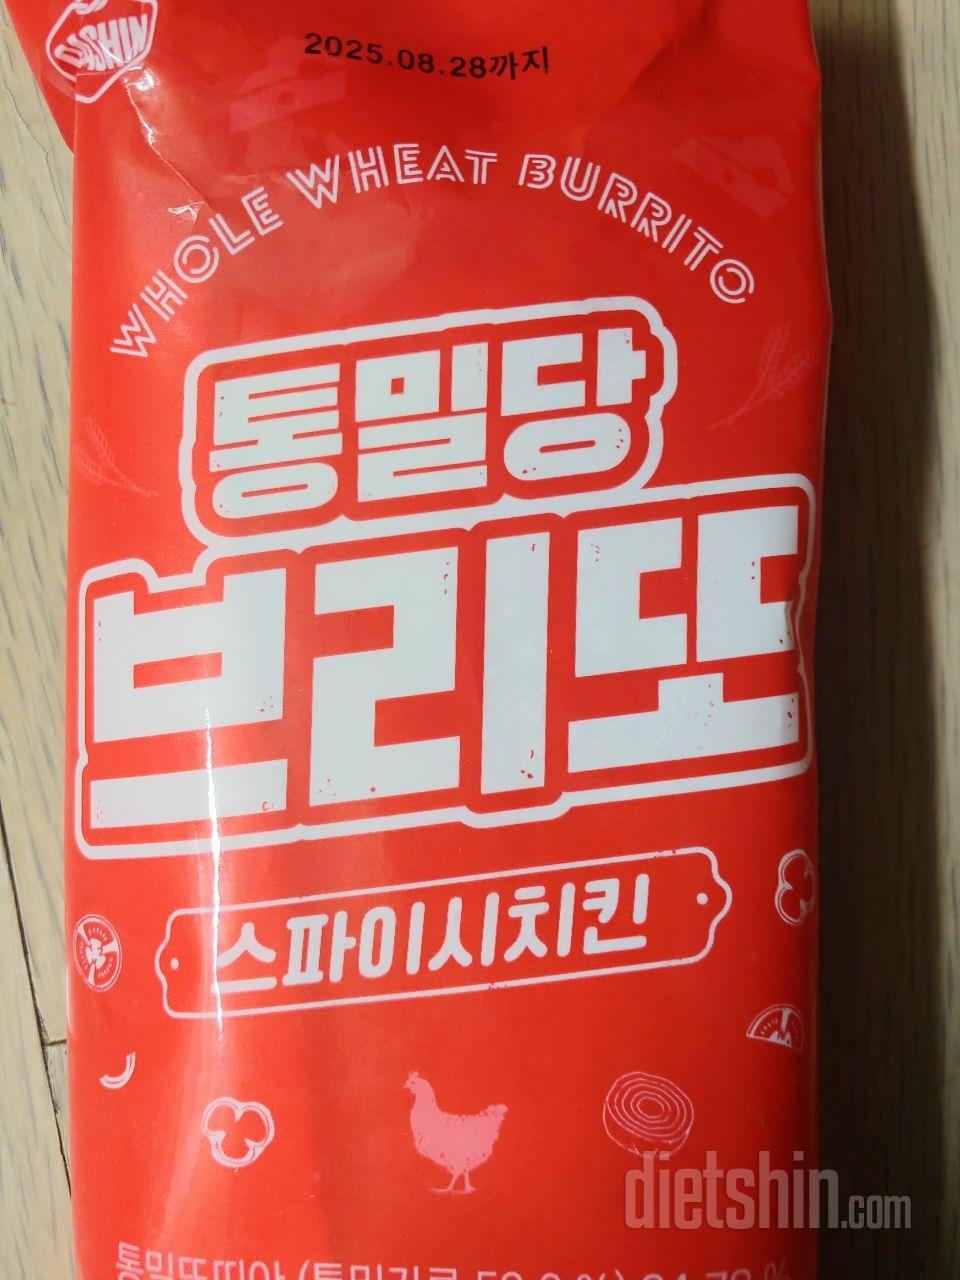 DASHIN
2025.08.28까지
WHOLE WHEAT BURRITO
통밀당
브리또
스파이시치킨
dietshin.com